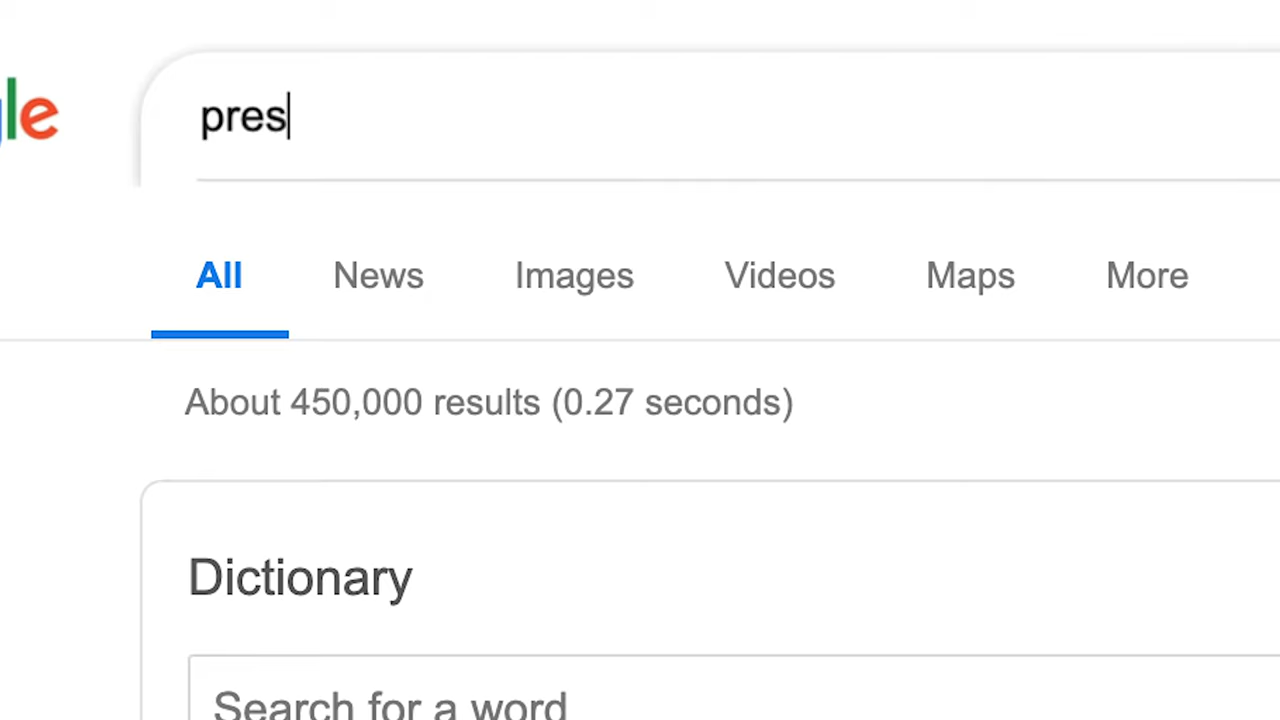 gle
pres
All News Images Videos Maps More
About 450,000 results (0.27 seconds)
Dictionary
Search for a word